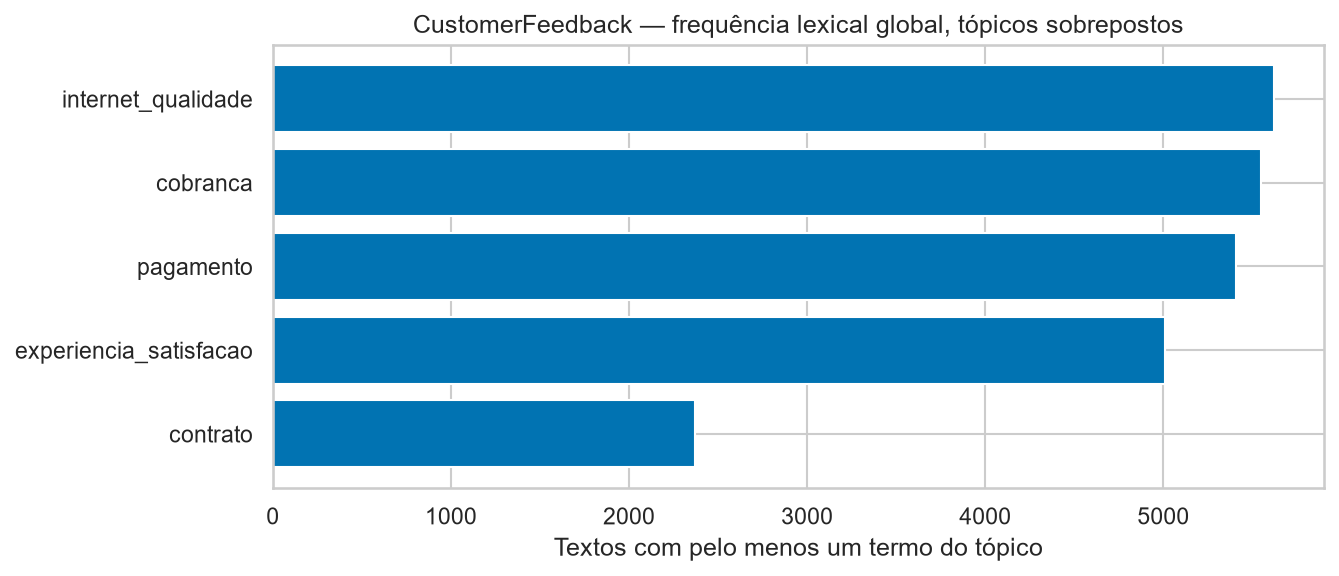 CustomerFeedback — frequência lexical global, tópicos sobrepostos
internet_qualidade
cobranca
pagamento
experiencia_satisfacao
contrato
0 1000 2000 3000 4000 5000
Textos com pelo menos um termo do tópico